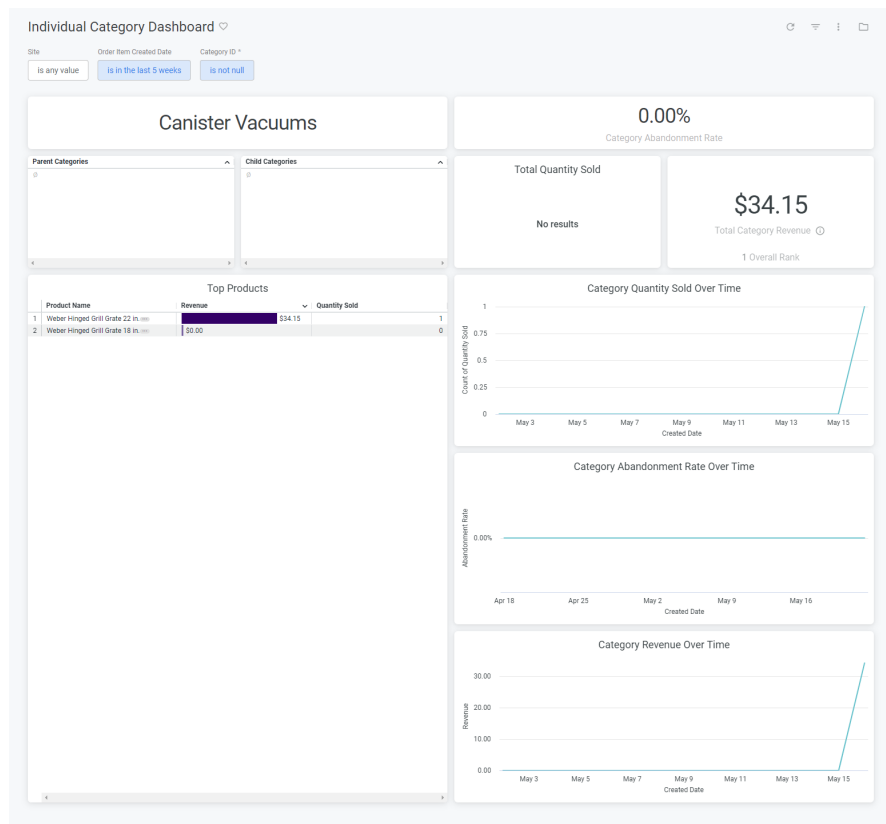 Individual Category Dashboard
Site
Order Item Created Date
Category ID *
is any value
is in the last 5 weeks
is not null
Canister Vacuums
0.00%
Category Abandonment Rate
Parent Categories
Child Categories
Ø
Ø
Total Quantity Sold
No results
$34.15
Total Category Revenue
1 Overall Rank
Top Products
Product Name Revenue Quantity Sold
1 Weber Hinged Grill Grate 22 in. $34.15 1
2 Weber Hinged Grill Grate 18 in. $0.00 0
Category Quantity Sold Over Time
Count of Quantity Sold
1
0.75
0.5
0.25
0
May 3 May 5 May 7 May 9 May 11 May 13 May 15
Created Date
Category Abandonment Rate Over Time
Abandonment Rate
0.00%
Apr 18 Apr 25 May 2 May 9 May 16
Created Date
Category Revenue Over Time
Revenue
30.00
20.00
10.00
0.00
May 3 May 5 May 7 May 9 May 11 May 13 May 15
Created Date